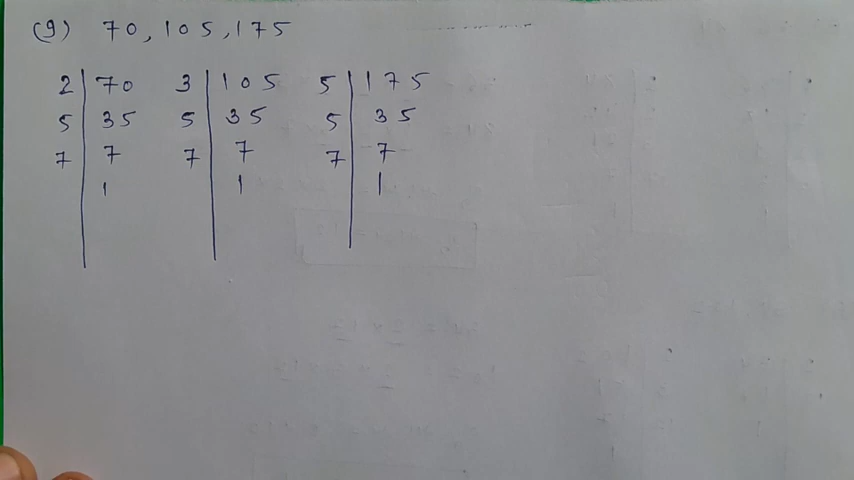 (9) 70, 105, 175
2 | 70 3 | 105 5 | 175
5 | 35 5 | 35 5 | 35
7 | 7 7 | 7 7 | 7
| 1 | 1 | 1